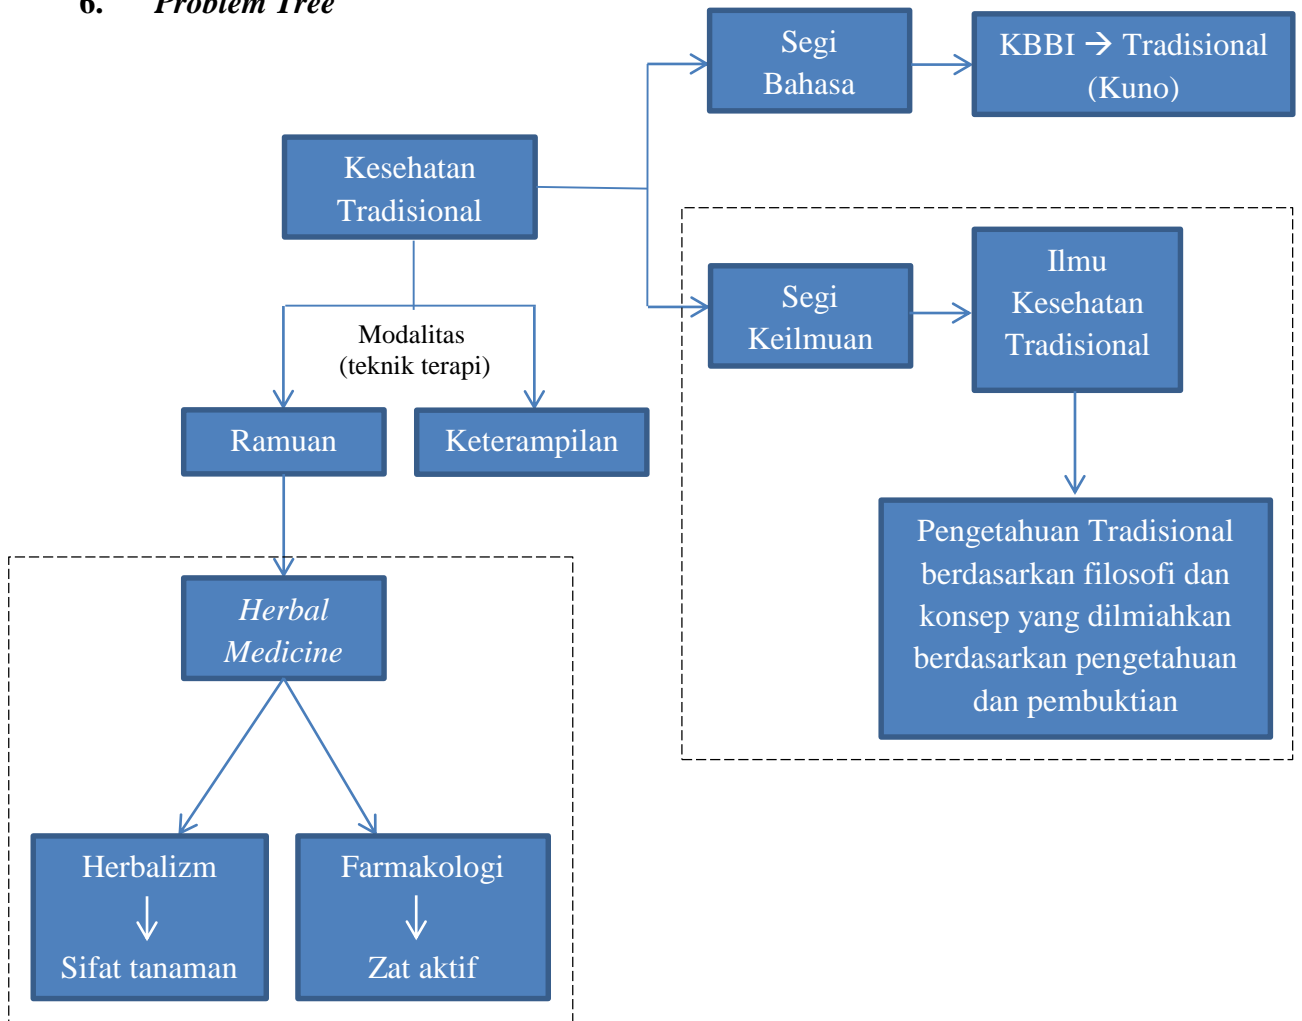 6. Problem Tree
Segi
Bahasa
KBBI → Tradisional
(Kuno)
Kesehatan
Tradisional
Segi
Keilmuan
Ilmu
Kesehatan
Tradisional
Modalitas
(teknik terapi)
Ramuan
Keterampilan
Pengetahuan Tradisional
berdasarkan filosofi dan
konsep yang dilmiahkan
berdasarkan pengetahuan
dan pembuktian
Herbal
Medicine
Herbalizm
Sifat tanaman
Farmakologi
Zat aktif